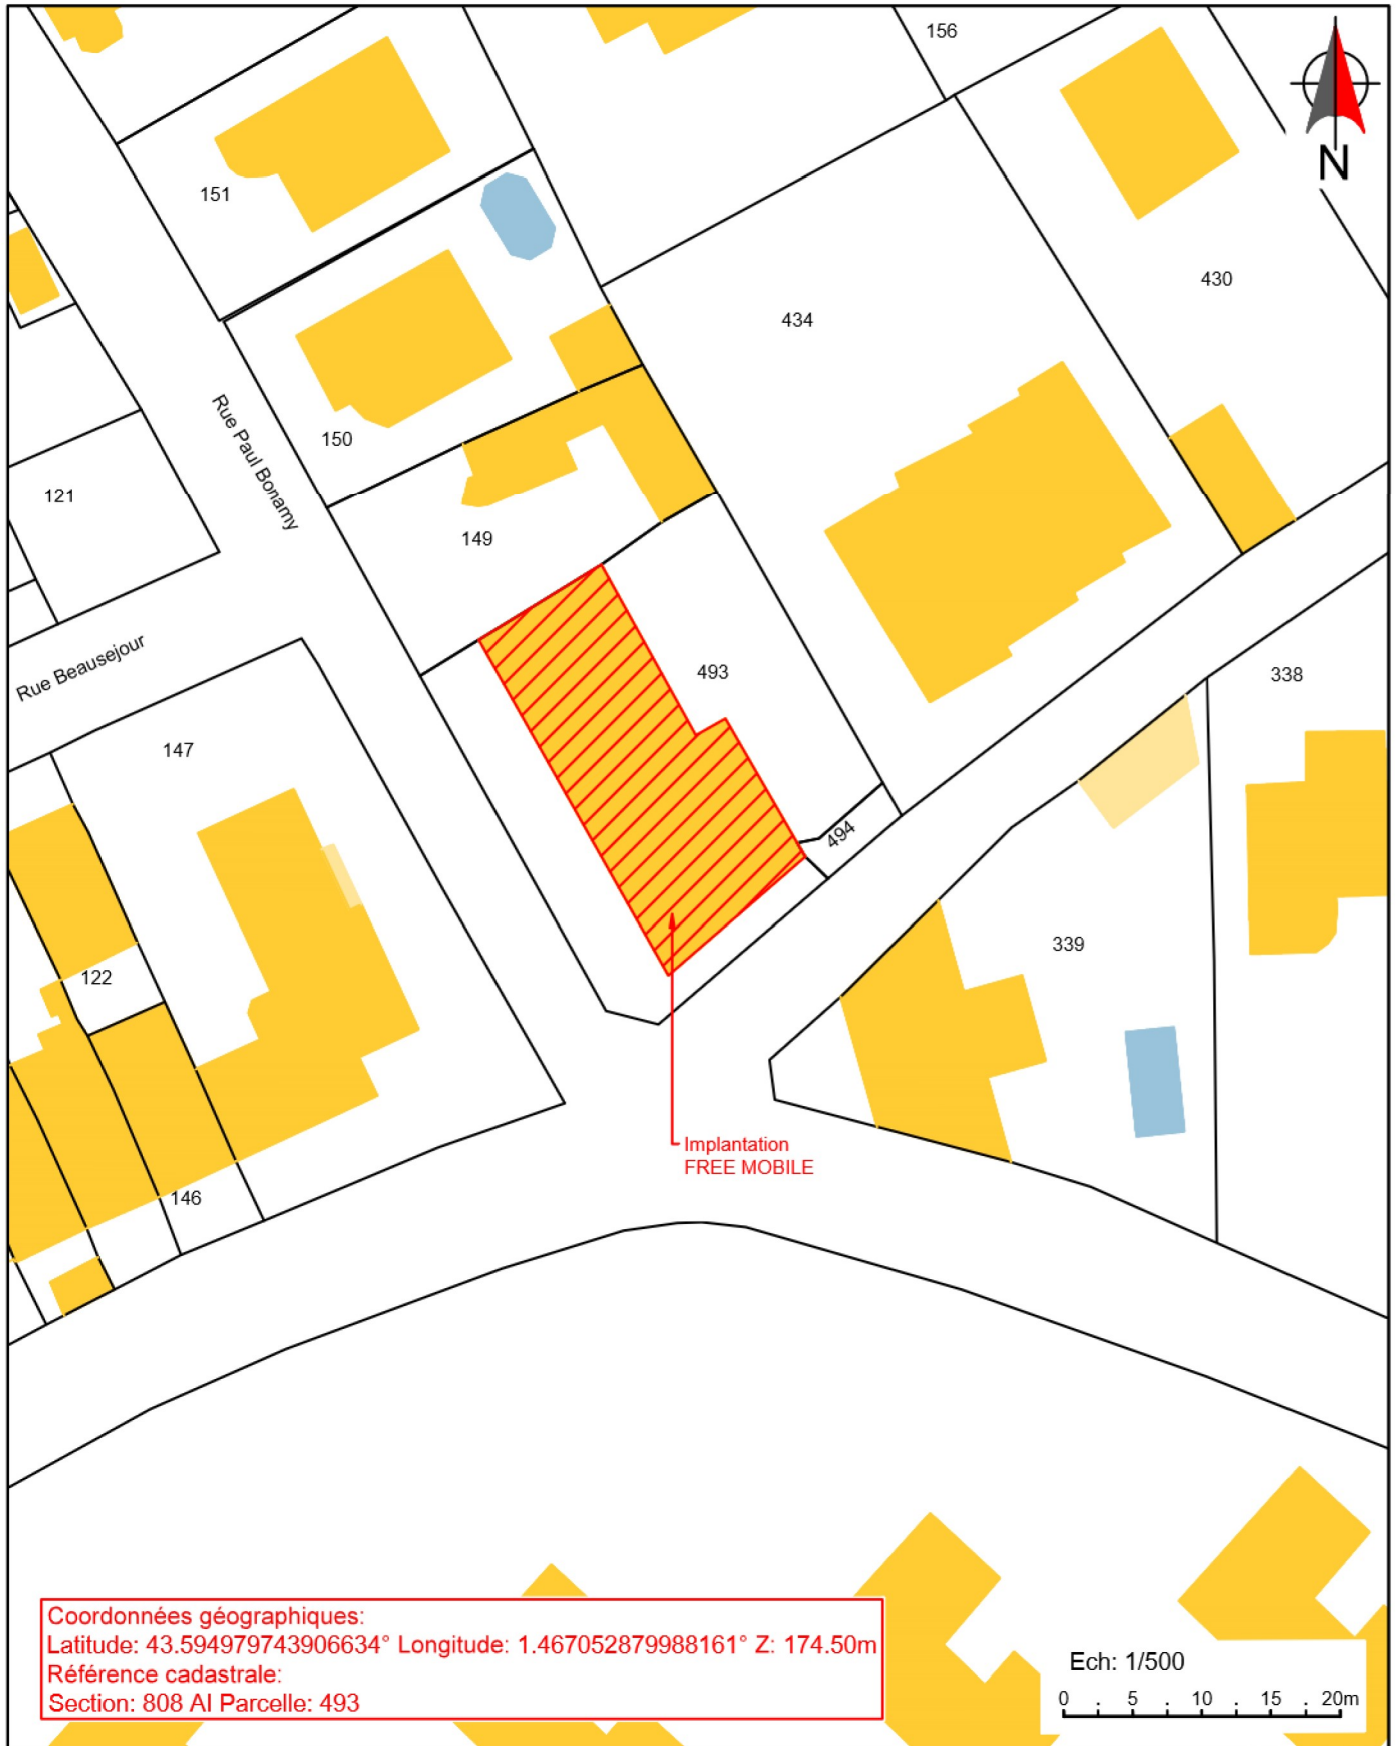 156
N
151
430
434
Rue Paul Bonamy
150
121
149
Rue Beausejour
493
338
147
494
339
122
Implantation
FREE MOBILE
146
Coordonnées géographiques:
Latitude: 43.594979743906634° Longitude: 1.467052879988161° Z: 174.50m
Référence cadastrale:
Section: 808 AI Parcelle: 493
Ech: 1/500
0 . 5 . 10 . 15 . 20m